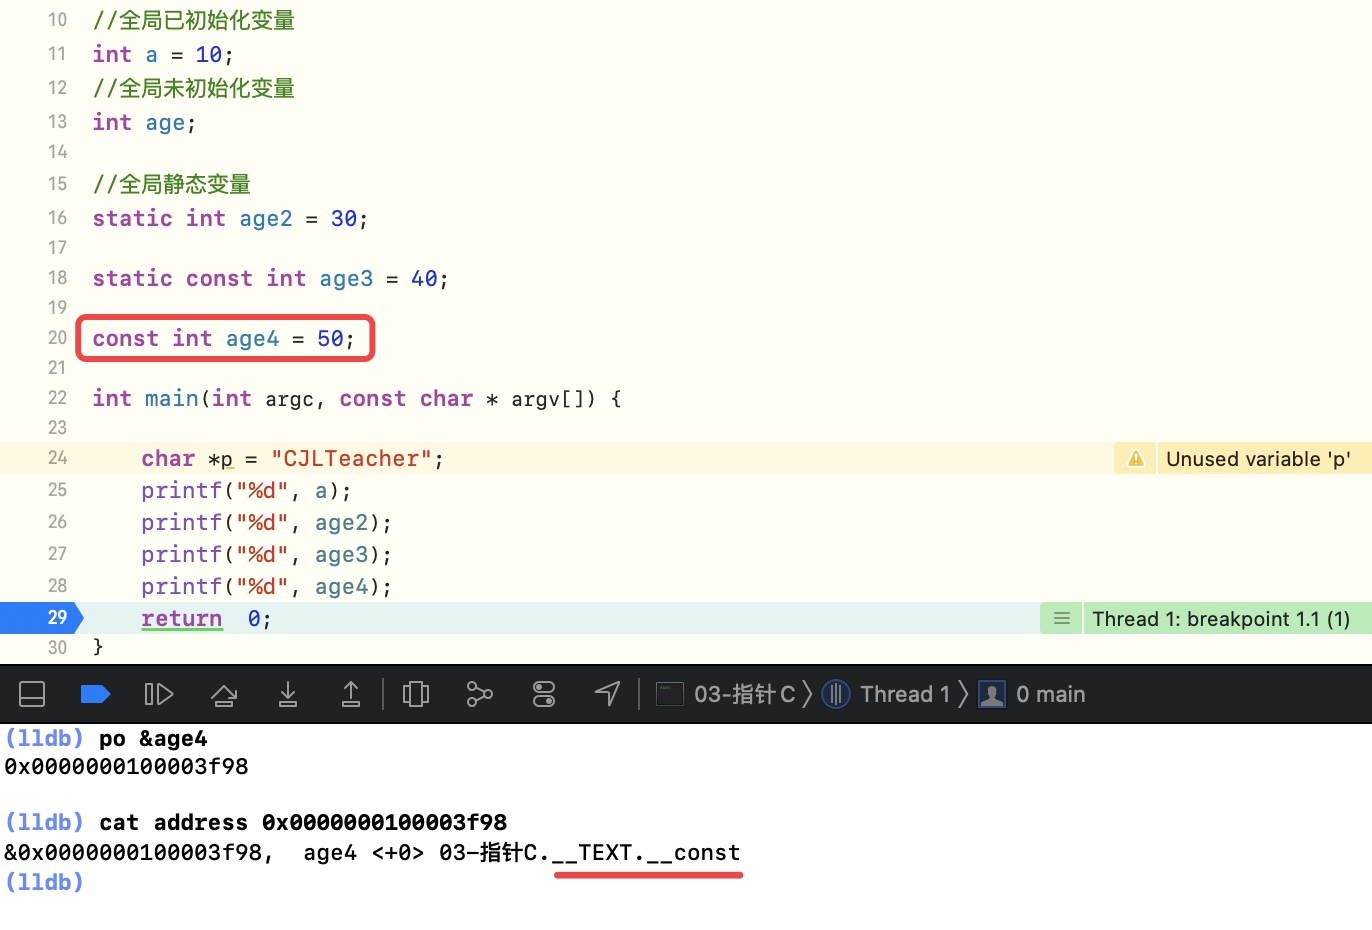 10 //全局已初始化变量
11 int a = 10;
12 //全局未初始化变量
13 int age;
14
15 //全局静态变量
16 static int age2 = 30;
17
18 static const int age3 = 40;
19
20 const int age4 = 50;
21
22 int main(int argc, const char * argv[]) {
23
24 char *p = "CJLTeacher"; Unused variable 'p'
25 printf("%d", a);
26 printf("%d", age2);
27 printf("%d", age3);
28 printf("%d", age4);
29 return 0; Thread 1: breakpoint 1.1 (1)
30 }
03-指针C Thread 1 0 main
(lldb) po &age4
0x0000000100003f98
(lldb) cat address 0x0000000100003f98
&0x0000000100003f98, age4 <+0> 03-指针C.__TEXT.__const
(lldb)